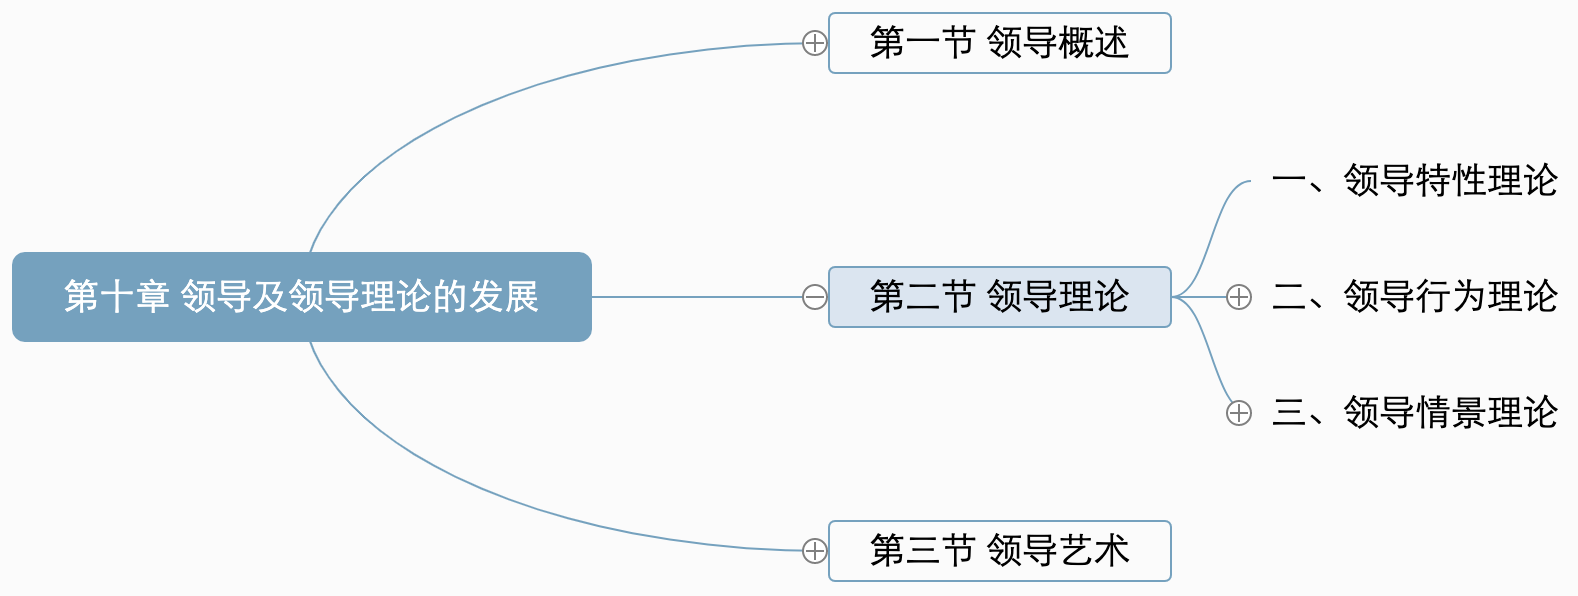 第一节 领导概述
一、领导特性理论
第十章 领导及领导理论的发展
第二节 领导理论
二、领导行为理论
三、领导情景理论
第三节 领导艺术